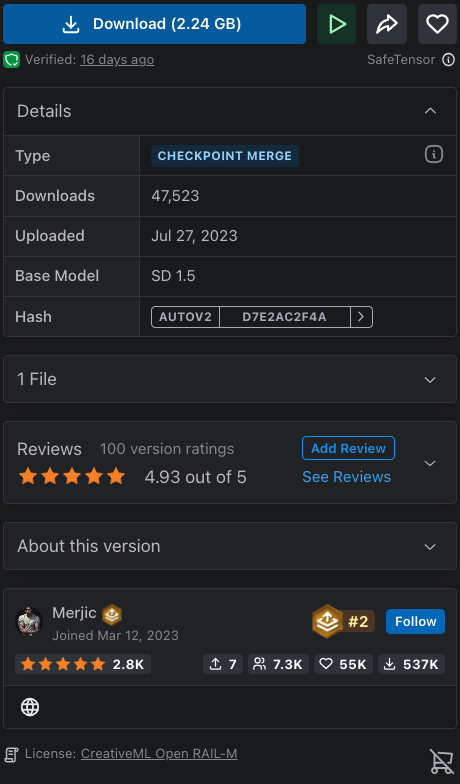 Download (2.24 GB)
Verified: 16 days ago SafeTensor
Details
Type CHECKPOINT MERGE
Downloads 47,523
Uploaded Jul 27, 2023
Base Model SD 1.5
Hash AUTOV2 D7E2AC2F4A
1 File
Reviews 100 version ratings Add Review
4.93 out of 5 See Reviews
About this version
Merjic #2 Follow
Joined Mar 12, 2023
2.8K 7 7.3K 55K 537K
License: CreativeML Open RAIL-M